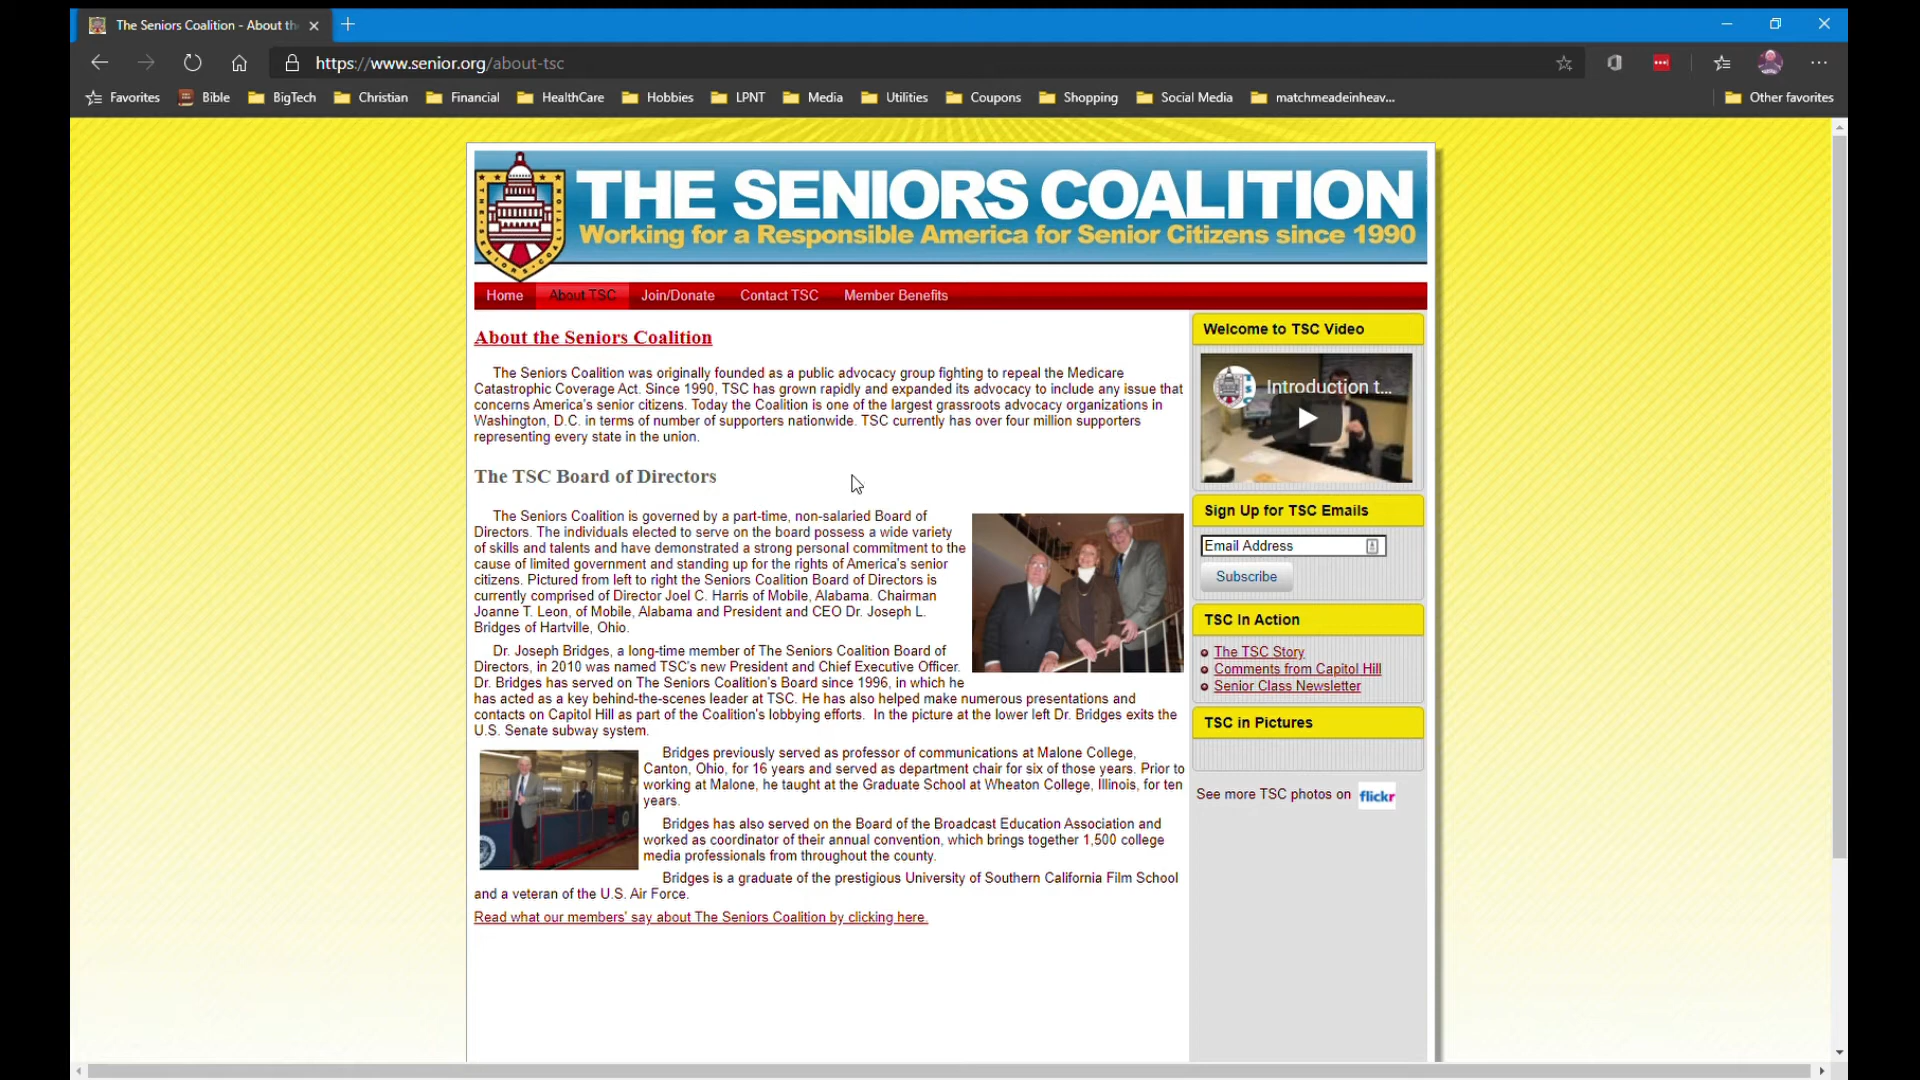 The Seniors Coalition - About th
https://www.senior.org/about-tsc
Favorites Bible BigTech Christian Financial HealthCare Hobbies LPNT Media Utilities Coupons Shopping Social Media matchmeadeinheav... Other favorites
THE SENIORS COALITION
Working for a Responsible America for Senior Citizens since 1990
THE SENIORS COALITION
Home About TSC Join/Donate Contact TSC Member Benefits
About the Seniors Coalition
The Seniors Coalition was originally founded as a public advocacy group fighting to repeal the Medicare
Catastrophic Coverage Act. Since 1990, TSC has grown rapidly and expanded its advocacy to include any issue that
concerns America's senior citizens. Today the Coalition is one of the largest grassroots advocacy organizations in
Washington, D.C. in terms of number of supporters nationwide. TSC currently has over four million supporters
representing every state in the union.
The TSC Board of Directors
The Seniors Coalition is governed by a part-time, non-salaried Board of
Directors. The individuals elected to serve on the board possess a wide variety
of skills and talents and have demonstrated a strong personal commitment to the
cause of limited government and standing up for the rights of America's senior
citizens. Pictured from left to right the Seniors Coalition Board of Directors is
currently comprised of Director Joel C. Harris of Mobile, Alabama. Chairman
Joanne T. Leon, of Mobile, Alabama and President and CEO Dr. Joseph L.
Bridges of Hartville, Ohio.
Dr. Joseph Bridges, a long-time member of The Seniors Coalition Board of
Directors, in 2010 was named TSC's new President and Chief Executive Officer.
Dr. Bridges has served on The Seniors Coalition's Board since 1996, in which he
has acted as a key behind-the-scenes leader at TSC. He has also helped make numerous presentations and
contacts on Capitol Hill as part of the Coalition's lobbying efforts. In the picture at the lower left Dr. Bridges exits the
U.S. Senate subway system.
Bridges previously served as professor of communications at Malone College,
Canton, Ohio, for 16 years and served as department chair for six of those years. Prior to
working at Malone, he taught at the Graduate School at Wheaton College, Illinois, for ten
years.
Bridges has also served on the Board of the Broadcast Education Association and
worked as coordinator of their annual convention, which brings together 1,500 college
media professionals from throughout the county.
Bridges is a graduate of the prestigious University of Southern California Film School
and a veteran of the U.S. Air Force.
Read what our members' say about The Seniors Coalition by clicking here.
Welcome to TSC Video
Introduction t...
Sign Up for TSC Emails
Email Address
Subscribe
TSC In Action
The TSC Story
Comments from Capitol Hill
Senior Class Newsletter
TSC in Pictures
See more TSC photos on flickr